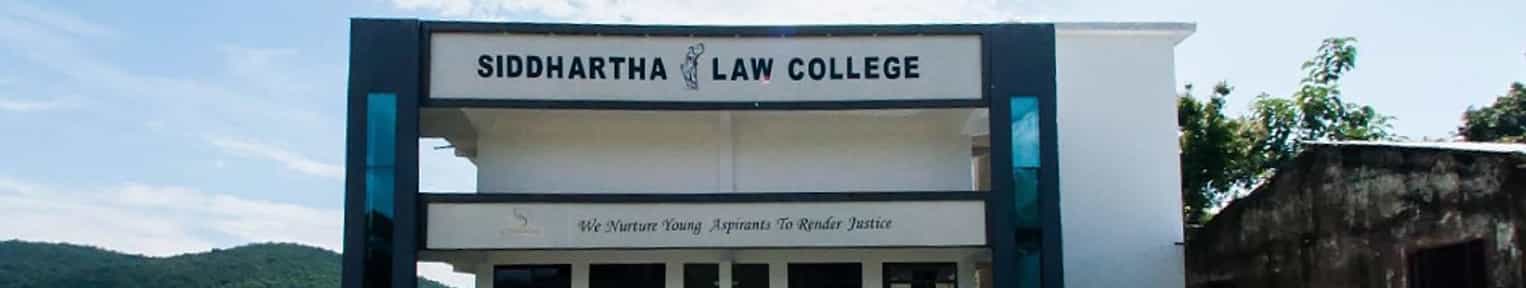 SIDDHARTHA LAW COLLEGE
We Nurture Young Aspirants To Render Justice